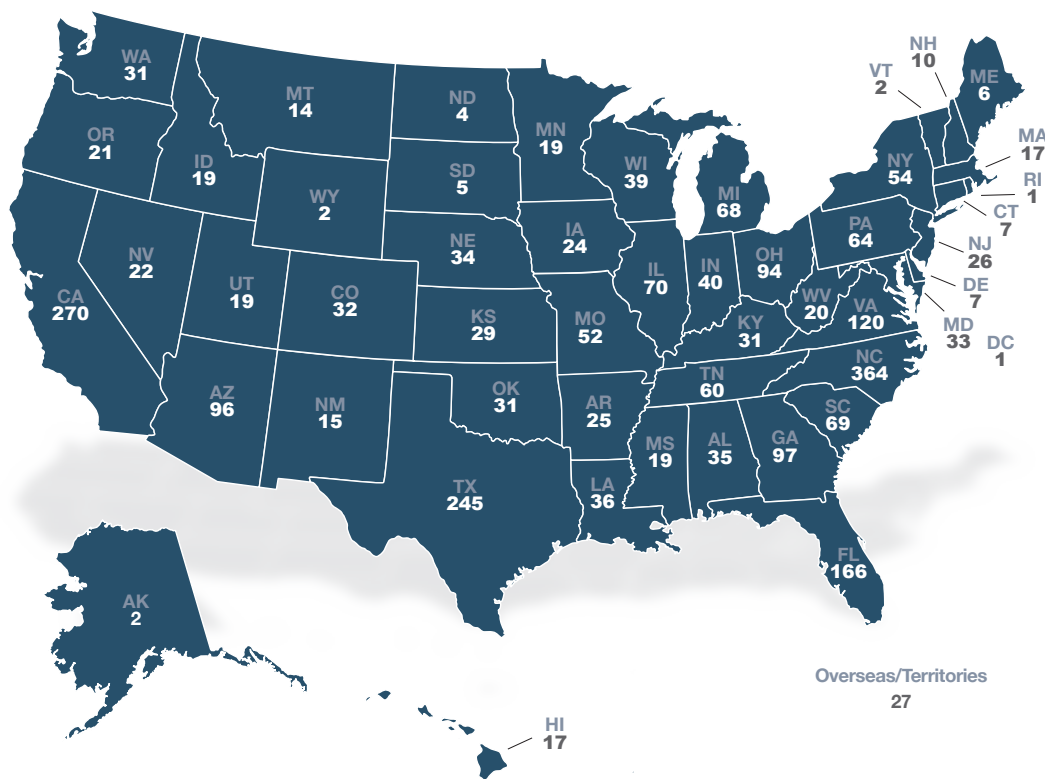 NH
10
VT
2
ME
6
WA
31
MT
14
ND
4
MN
19
OR
21
ID
19
SD
5
WI
39
MI
68
NY
54
MA
17
RI
1
CT
7
WY
2
IA
24
NE
34
PA
64
NJ
26
NV
22
UT
19
CO
32
IL
70
IN
40
OH
94
DE
7
CA
270
KS
29
MO
52
WV
20
VA
120
KY
31
MD
33
DC
1
NC
364
TN
60
AZ
96
NM
15
OK
31
AR
25
SC
69
MS
19
AL
35
GA
97
TX
245
LA
36
FL
166
AK
2
Overseas/Territories
27
HI
17